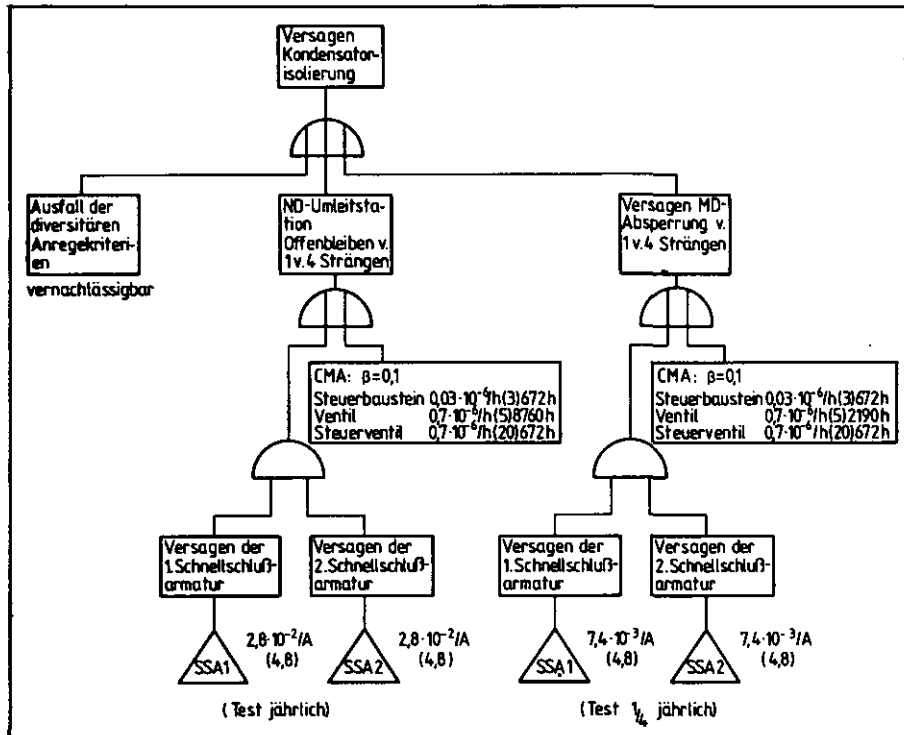 Versagen
Kondensator-
isolierung
Ausfall der
diversitären
Anregekriteri-
en
vernachlässigbar
ND-Umleitsta-
tion
Offenbleiben v.
1 v. 4 Strängen
Versagen MD-
Absperrung v.
1 v. 4 Strängen
CMA: β=0,1
Steuerbaustein 0,03·10⁻⁶/h(3)672h
Ventil 0,7·10⁻⁶/h(5)8760h
Steuerventil 0,7·10⁻⁶/h(20)672h
CMA: β=0,1
Steuerbaustein 0,03·10⁻⁶/h(3)672h
Ventil 0,7·10⁻⁶/h(5)2190h
Steuerventil 0,7·10⁻⁶/h(20)672h
Versagen der
1.Schnellschluß-
armatur
Versagen der
2.Schnellschluß-
armatur
Versagen der
1.Schnellschluß-
armatur
Versagen der
2.Schnellschluß-
armatur
SSA1
2,8·10⁻²/A
(4,8)
SSA2
2,8·10⁻²/A
(4,8)
SSA1
7,4·10⁻³/A
(4,8)
SSA2
7,4·10⁻³/A
(4,8)
(Test jährlich)
(Test 1/4 jährlich)